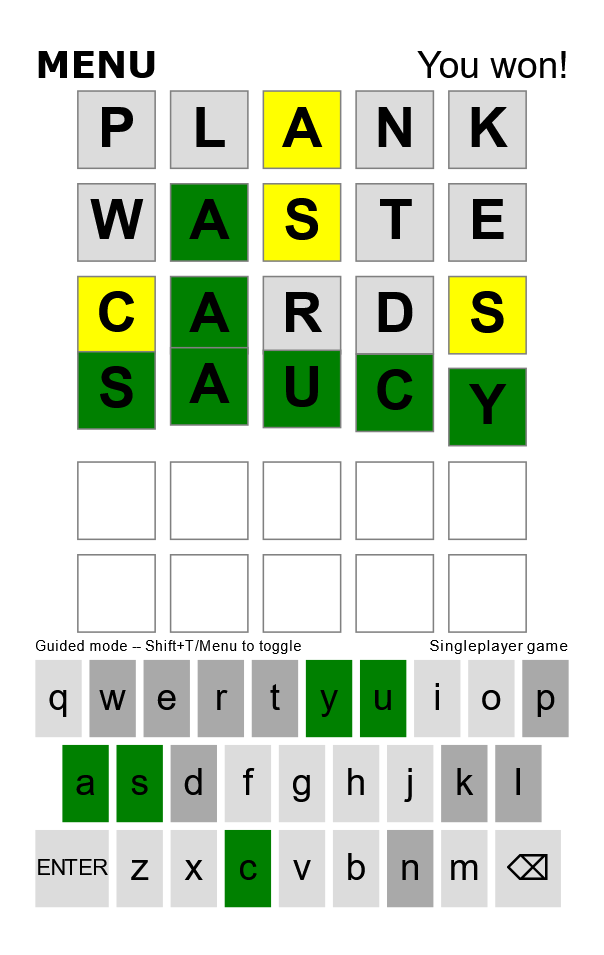 MENU You won!
P L A N K
W A S T E
C A R D S
S A U C Y
Guided mode -- Shift+T/Menu to toggle Singleplayer game
q w e r t y u i o p
a s d f g h j k l
ENTER z x c v b n m ⌫